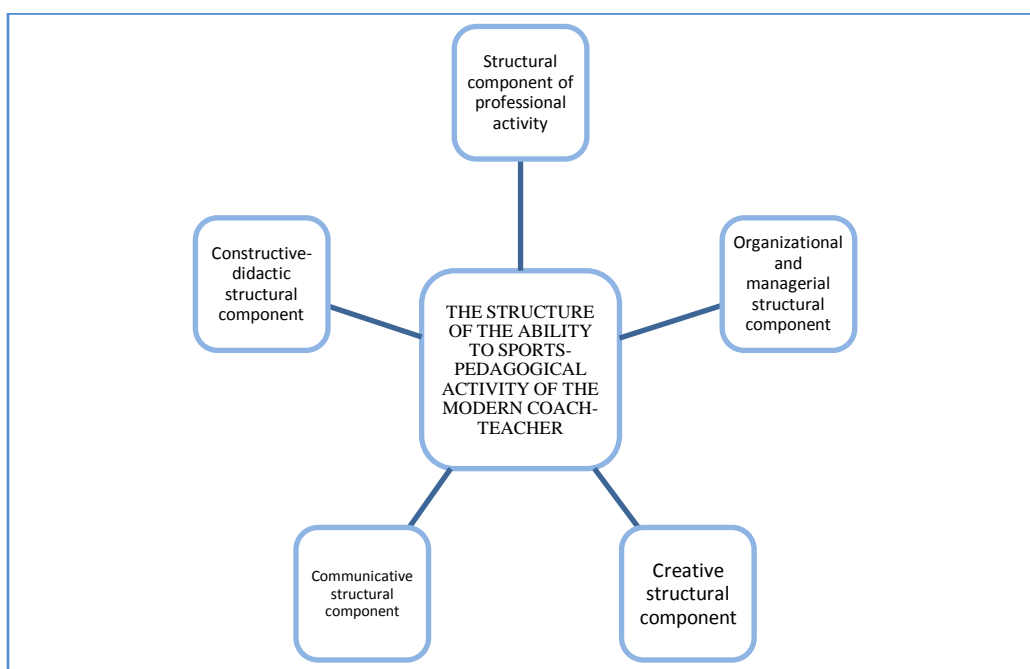 Structural
component of
professional
activity
Organizational
and
managerial
structural
component
Constructive-
didactic
structural
component
THE STRUCTURE
OF THE ABILITY
TO SPORTS-
PEDAGOGICAL
ACTIVITY OF THE
MODERN COACH-
TEACHER
Communicative
structural
component
Creative
structural
component